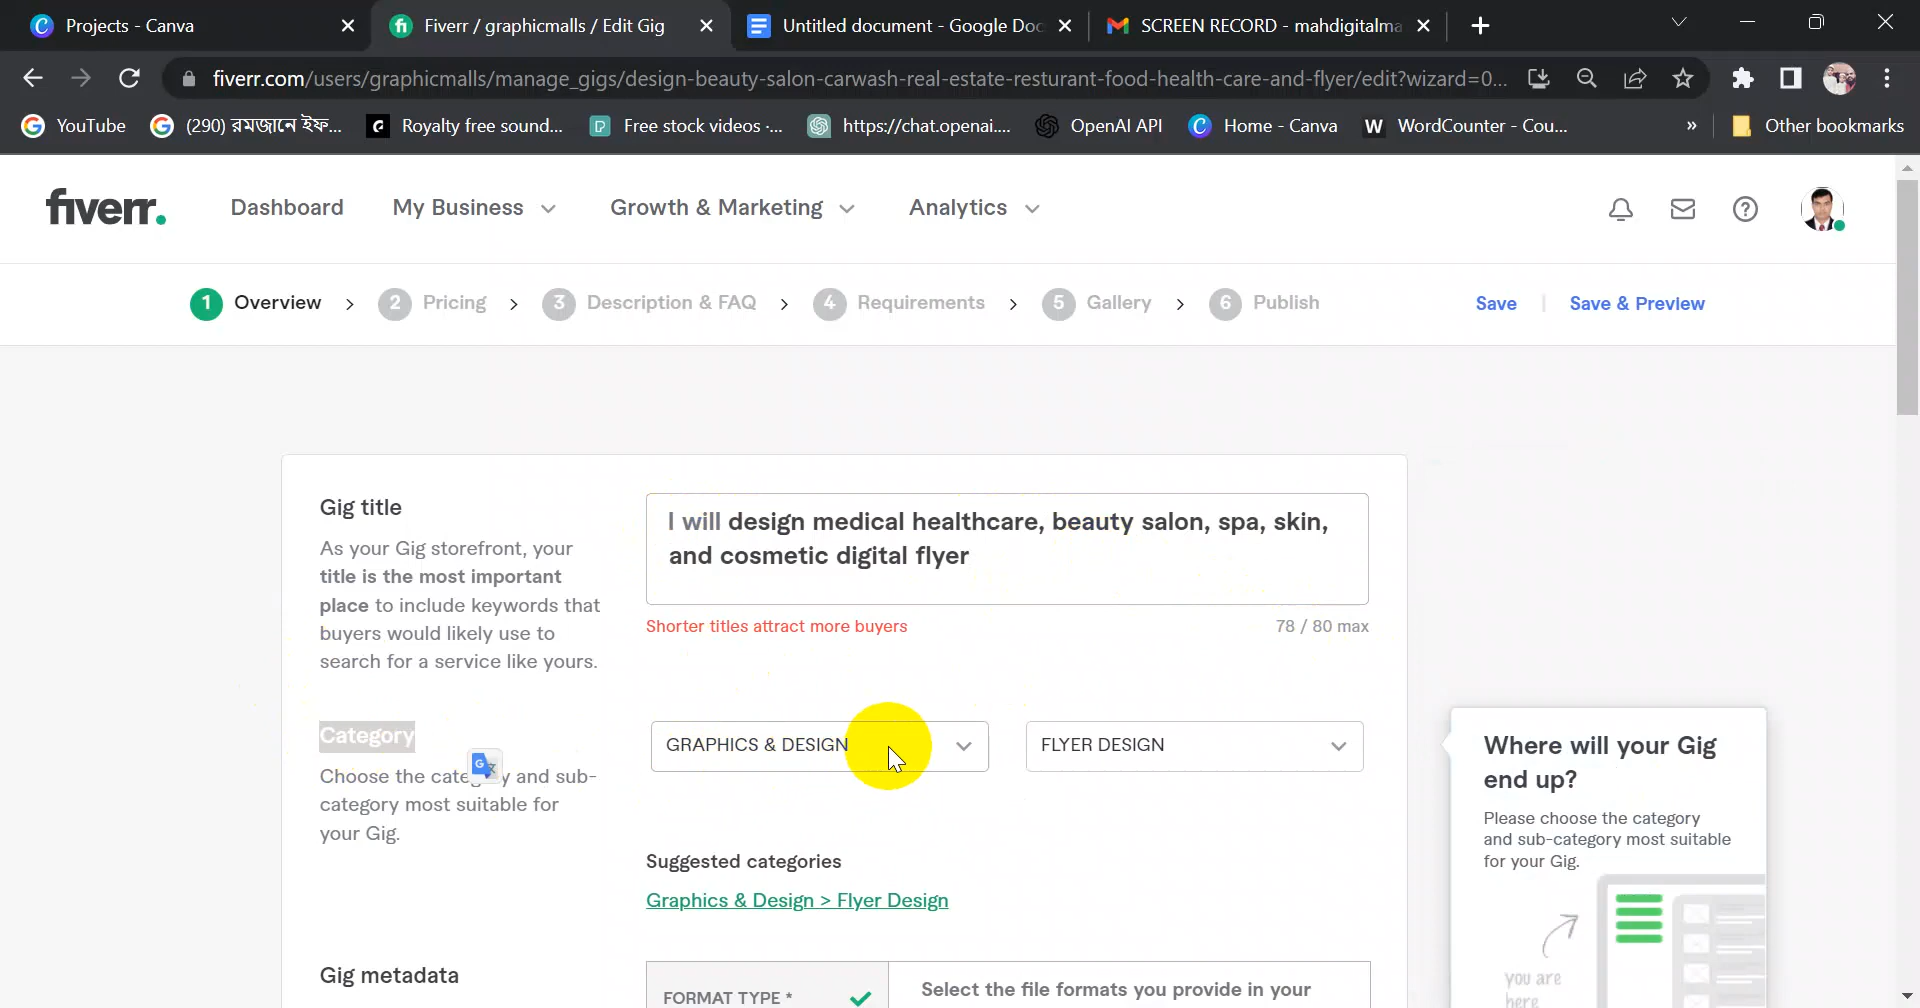 Projects - Canva
Fiverr / graphicmalls / Edit Gig
Untitled document - Google Doc
SCREEN RECORD - mahdigitalma
fiverr.com/users/graphicmalls/manage_gigs/design-beauty-salon-carwash-real-estate-resturant-food-health-care-and-flyer/edit?wizard=0...
YouTube
(290) রমজানে ইফ...
Royalty free sound...
Free stock videos ·...
https://chat.openai....
OpenAI API
Home - Canva
WordCounter - Cou...
»
Other bookmarks
fiverr.
Dashboard
My Business
Growth & Marketing
Analytics
1 Overview
2 Pricing
3 Description & FAQ
4 Requirements
5 Gallery
6 Publish
Save
Save & Preview
Gig title
As your Gig storefront, your
title is the most important
place to include keywords that
buyers would likely use to
search for a service like yours.
I will design medical healthcare, beauty salon, spa, skin,
and cosmetic digital flyer
Shorter titles attract more buyers
78 / 80 max
Category
Choose the and sub-
category most suitable for
your Gig.
GRAPHICS & DESIGN
FLYER DESIGN
Suggested categories
Graphics & Design > Flyer Design
Gig metadata
FORMAT TYPE *
Select the file formats you provide in your
Where will your Gig
end up?
Please choose the category
and sub-category most suitable
for your Gig.
you are
here